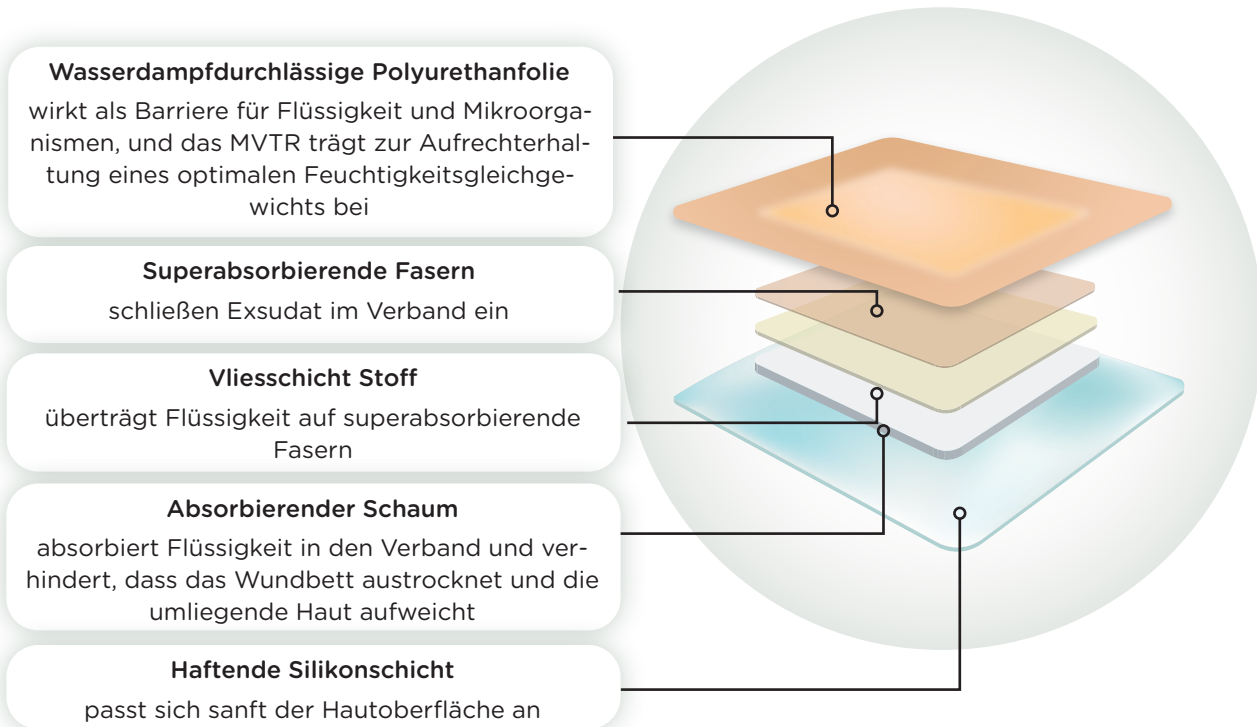 Wasserdampfdurchlässige Polyurethanfolie
wirkt als Barriere für Flüssigkeit und Mikroorga-
nismen, und das MVTR trägt zur Aufrechterhal-
tung eines optimalen Feuchtigkeitsgleichge-
wichts bei
Superabsorbierende Fasern
schließen Exsudat im Verband ein
Vliesschicht Stoff
überträgt Flüssigkeit auf superabsorbierende
Fasern
Absorbierender Schaum
absorbiert Flüssigkeit in den Verband und ver-
hindert, dass das Wundbett austrocknet und die
umliegende Haut aufweicht
Haftende Silikonschicht
passt sich sanft der Hautoberfläche an